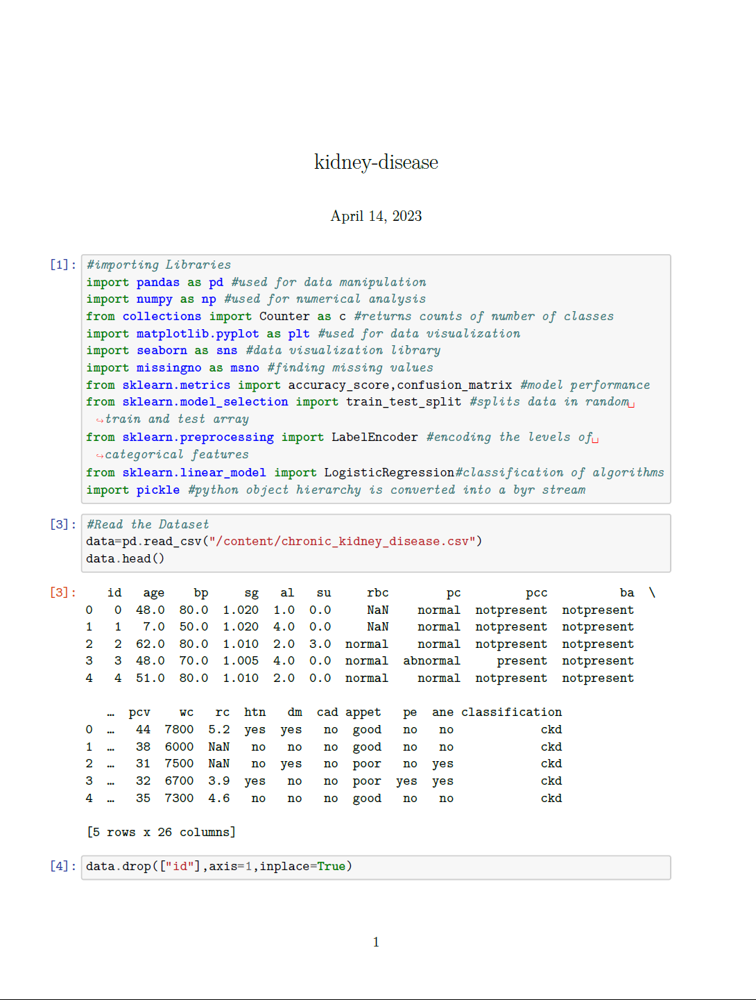 kidney-disease
April 14, 2023
[1]: #importing Libraries
import pandas as pd #used for data manipulation
import numpy as np #used for numerical analysis
from collections import Counter as c #returns counts of number of classes
import matplotlib.pyplot as plt #used for data visualization
import seaborn as sns #data visualization library
import missingno as msno #finding missing values
from sklearn.metrics import accuracy_score,confusion_matrix #model performance
from sklearn.model_selection import train_test_split #splits data in random␣
↪train and test array
from sklearn.preprocessing import LabelEncoder #encoding the levels of␣
↪categorical features
from sklearn.linear_model import LogisticRegression#classification of algorithms
import pickle #python object hierarchy is converted into a byr stream
[3]: #Read the Dataset
data=pd.read_csv("/content/chronic_kidney_disease.csv")
data.head()
[3]: id age bp sg al su rbc pc pcc ba \
0 0 48.0 80.0 1.020 1.0 0.0 NaN normal notpresent notpresent
1 1 7.0 50.0 1.020 4.0 0.0 NaN normal notpresent notpresent
2 2 62.0 80.0 1.010 2.0 3.0 normal normal notpresent notpresent
3 3 48.0 70.0 1.005 4.0 0.0 normal abnormal present notpresent
4 4 51.0 80.0 1.010 2.0 0.0 normal normal notpresent notpresent
… pcv wc rc htn dm cad appet pe ane classification
0 … 44 7800 5.2 yes yes no good no no ckd
1 … 38 6000 NaN no no no good no no ckd
2 … 31 7500 NaN no yes no poor no yes ckd
3 … 32 6700 3.9 yes no no poor yes yes ckd
4 … 35 7300 4.6 no no no good no no ckd
[5 rows x 26 columns]
[4]: data.drop(["id"],axis=1,inplace=True)
1